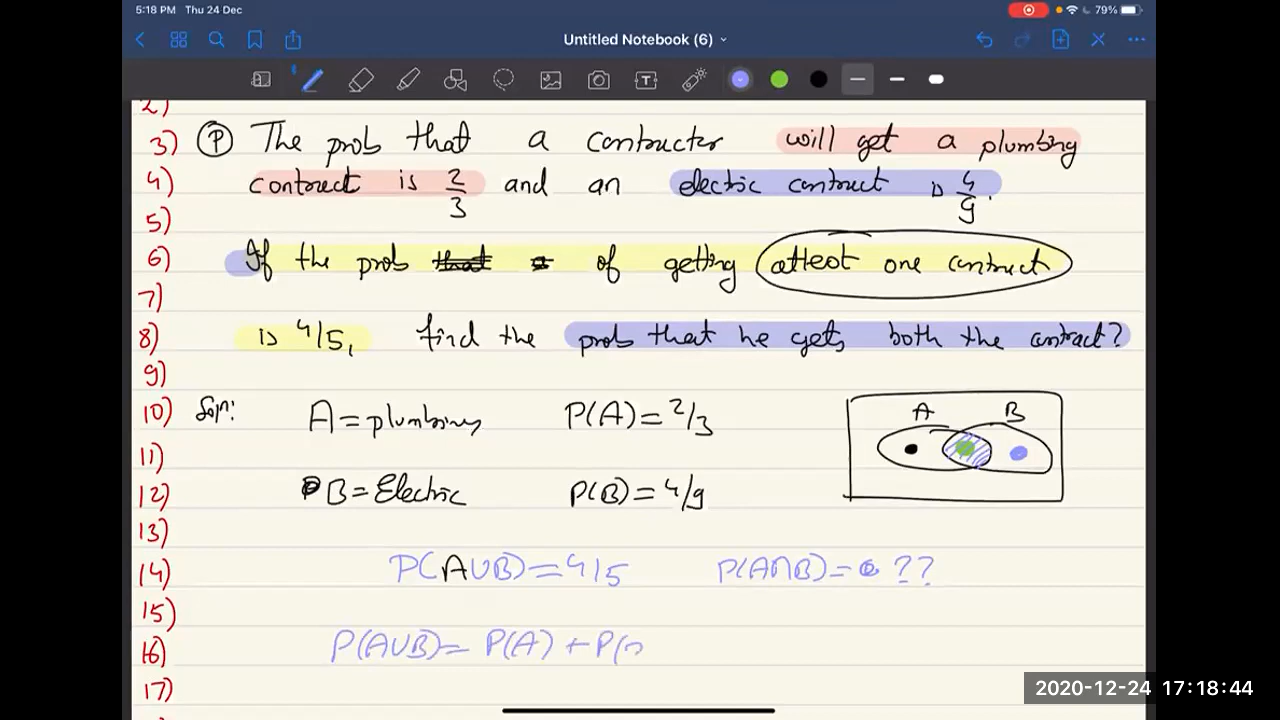 5:18 PM Thu 24 Dec
79%
Untitled Notebook (6)
2)
3) P The prob that a contructor will get a plumbing
4) contract is 2/3 and an electric contract is 4/9.
5)
6) If the prob that a of getting atleast one contract
7)
8) is 4/5, find the prob that he gets both the contract?
9)
10) Soln: A = plumbing P(A) = 2/3 A B
11)
12) B = Electric P(B) = 4/9
13)
14) P(A∪B) = 4/5 P(A∩B) = ??
15)
16) P(A∪B) = P(A) + P(
17)
2020-12-24 17:18:44